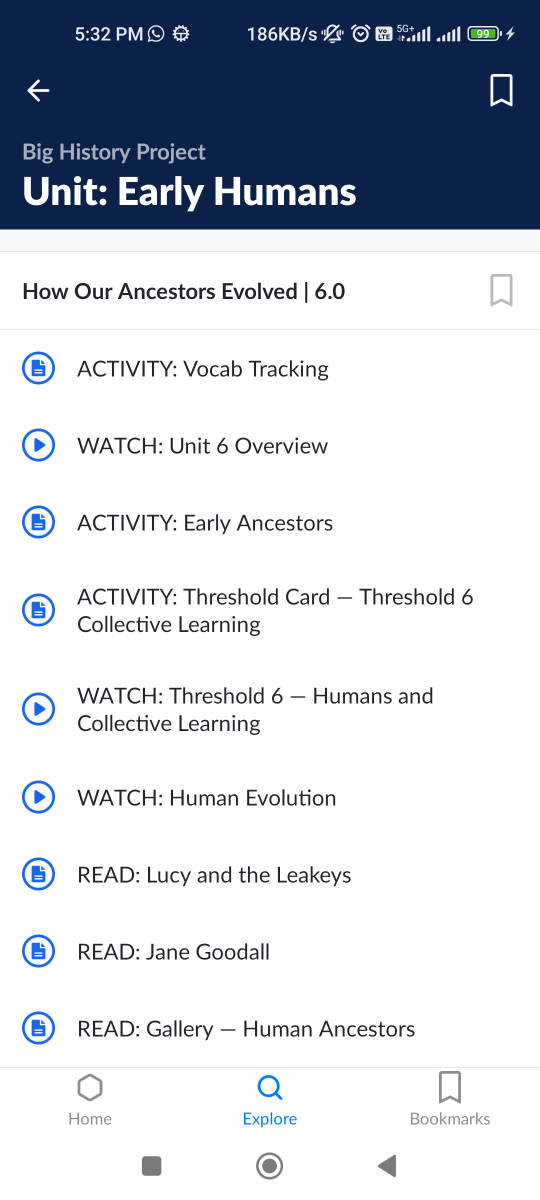 5:32 PM
186KB/s
Vo
LTE
5G+
99
Big History Project
Unit: Early Humans
How Our Ancestors Evolved | 6.0
ACTIVITY: Vocab Tracking
WATCH: Unit 6 Overview
ACTIVITY: Early Ancestors
ACTIVITY: Threshold Card — Threshold 6
Collective Learning
WATCH: Threshold 6 — Humans and
Collective Learning
WATCH: Human Evolution
READ: Lucy and the Leakeys
READ: Jane Goodall
READ: Gallery — Human Ancestors
Home
Explore
Bookmarks